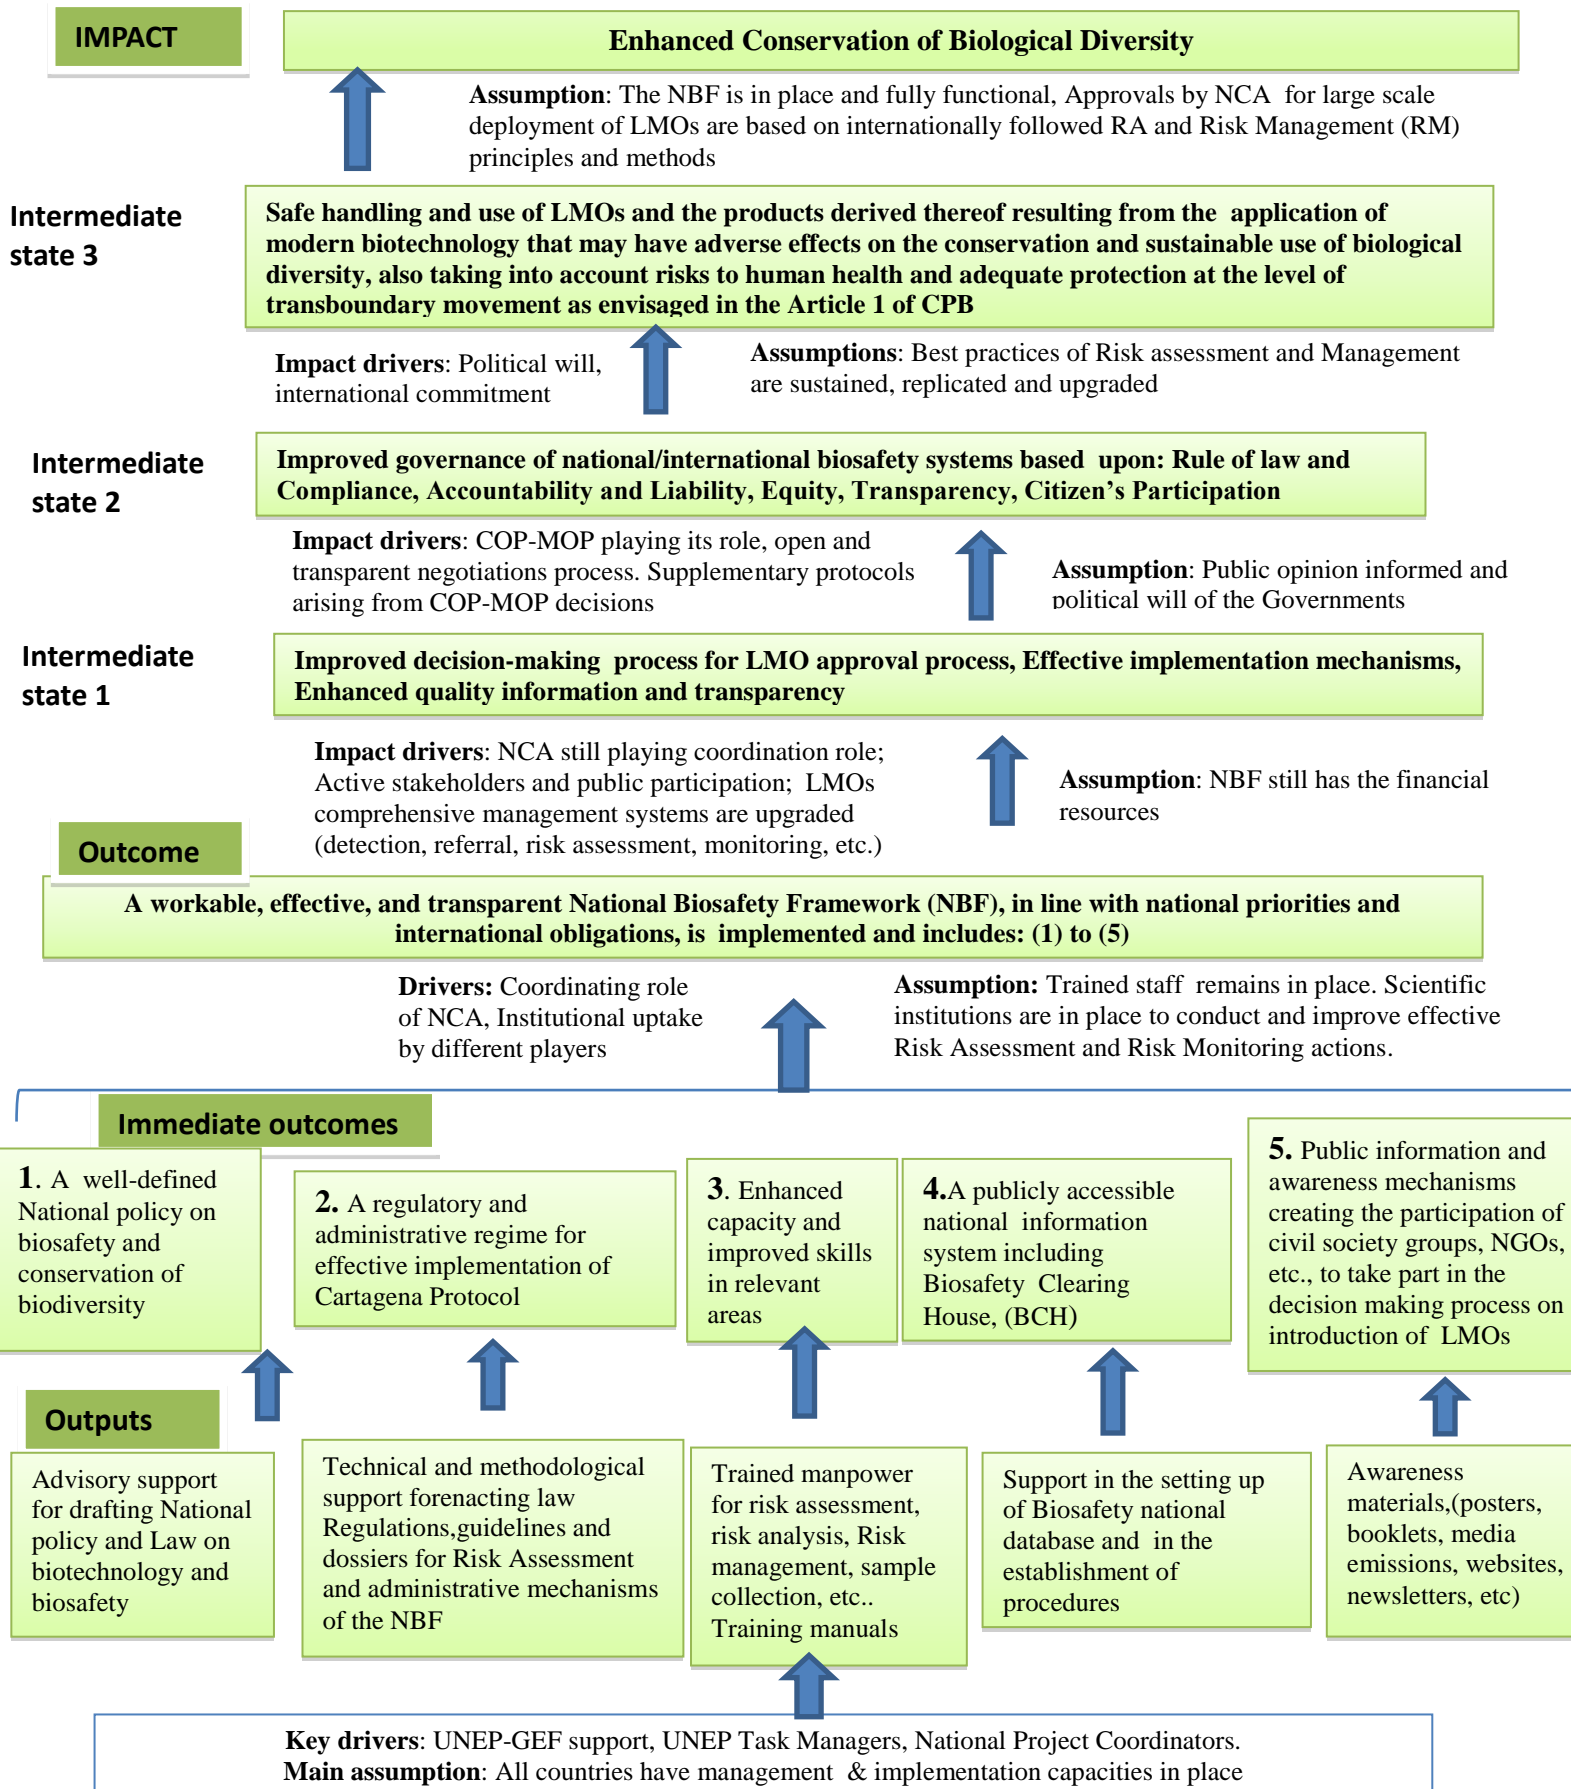 IMPACT
Enhanced Conservation of Biological Diversity
Assumption: The NBF is in place and fully functional, Approvals by NCA for large scale
deployment of LMOs are based on internationally followed RA and Risk Management (RM)
principles and methods
Intermediate
state 3
Safe handling and use of LMOs and the products derived thereof resulting from the application of
modern biotechnology that may have adverse effects on the conservation and sustainable use of biological
diversity, also taking into account risks to human health and adequate protection at the level of
transboundary movement as envisaged in the Article 1 of CPB
Impact drivers: Political will,
international commitment
Assumptions: Best practices of Risk assessment and Management
are sustained, replicated and upgraded
Intermediate
state 2
Improved governance of national/international biosafety systems based upon: Rule of law and
Compliance, Accountability and Liability, Equity, Transparency, Citizen’s Participation
Impact drivers: COP-MOP playing its role, open and
transparent negotiations process. Supplementary protocols
arising from COP-MOP decisions
Assumption: Public opinion informed and
political will of the Governments
Intermediate
state 1
Improved decision-making process for LMO approval process, Effective implementation mechanisms,
Enhanced quality information and transparency
Impact drivers: NCA still playing coordination role;
Active stakeholders and public participation; LMOs
comprehensive management systems are upgraded
(detection, referral, risk assessment, monitoring, etc.)
Assumption: NBF still has the financial
resources
Outcome
A workable, effective, and transparent National Biosafety Framework (NBF), in line with national priorities and
international obligations, is implemented and includes: (1) to (5)
Drivers: Coordinating role
of NCA, Institutional uptake
by different players
Assumption: Trained staff remains in place. Scientific
institutions are in place to conduct and improve effective
Risk Assessment and Risk Monitoring actions.
Immediate outcomes
1. A well-defined
National policy on
biosafety and
conservation of
biodiversity
2. A regulatory and
administrative regime for
effective implementation of
Cartagena Protocol
3. Enhanced
capacity and
improved skills
in relevant
areas
4.A publicly accessible
national information
system including
Biosafety Clearing
House, (BCH)
5. Public information and
awareness mechanisms
creating the participation of
civil society groups, NGOs,
etc., to take part in the
decision making process on
introduction of LMOs
Outputs
Advisory support
for drafting National
policy and Law on
biotechnology and
biosafety
Technical and methodological
support forenacting law
Regulations,guidelines and
dossiers for Risk Assessment
and administrative mechanisms
of the NBF
Trained manpower
for risk assessment,
risk analysis, Risk
management, sample
collection, etc..
Training manuals
Support in the setting up
of Biosafety national
database and in the
establishment of
procedures
Awareness
materials,(posters,
booklets, media
emissions, websites,
newsletters, etc)
Key drivers: UNEP-GEF support, UNEP Task Managers, National Project Coordinators.
Main assumption: All countries have management & implementation capacities in place